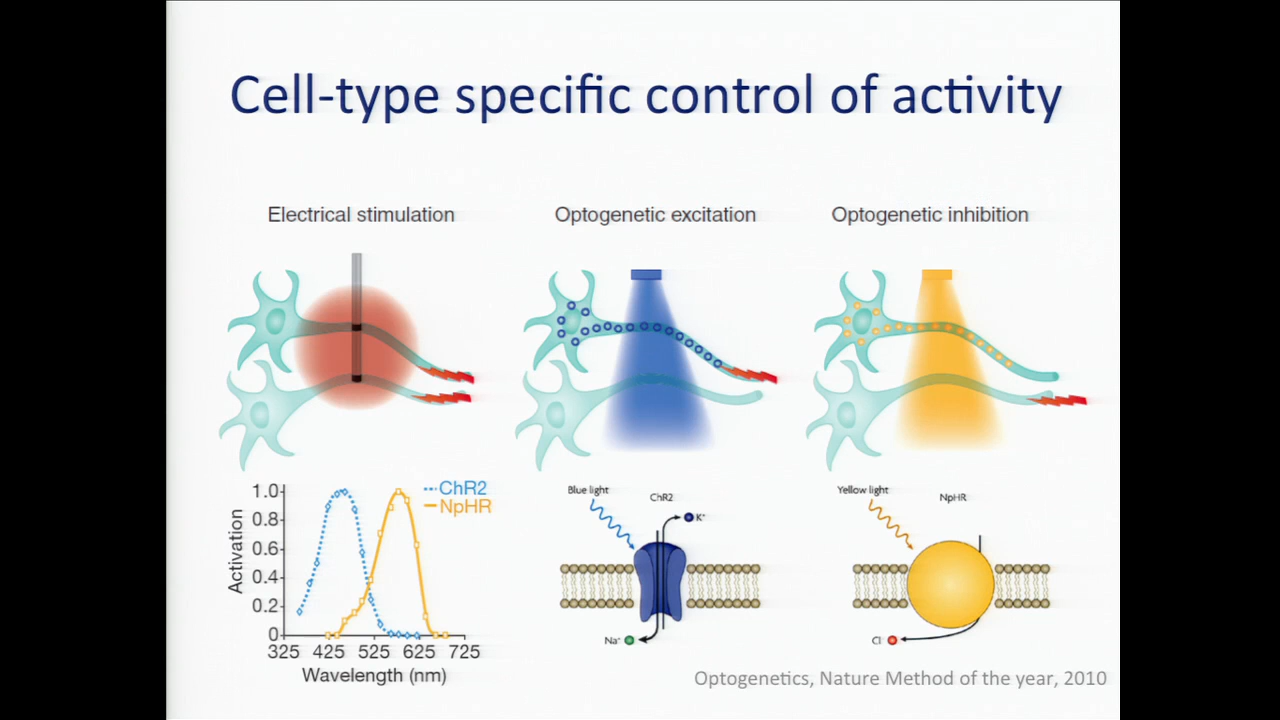 Cell-type specific control of activity
Electrical stimulation
Optogenetic excitation
Optogenetic inhibition
1.0
0.8
0.6
0.4
0.2
0
Activation
ChR2
NpHR
325 425 525 625 725
Wavelength (nm)
Blue light
ChR2
K+
Na+
Yellow light
NpHR
Cl
Optogenetics, Nature Method of the year, 2010